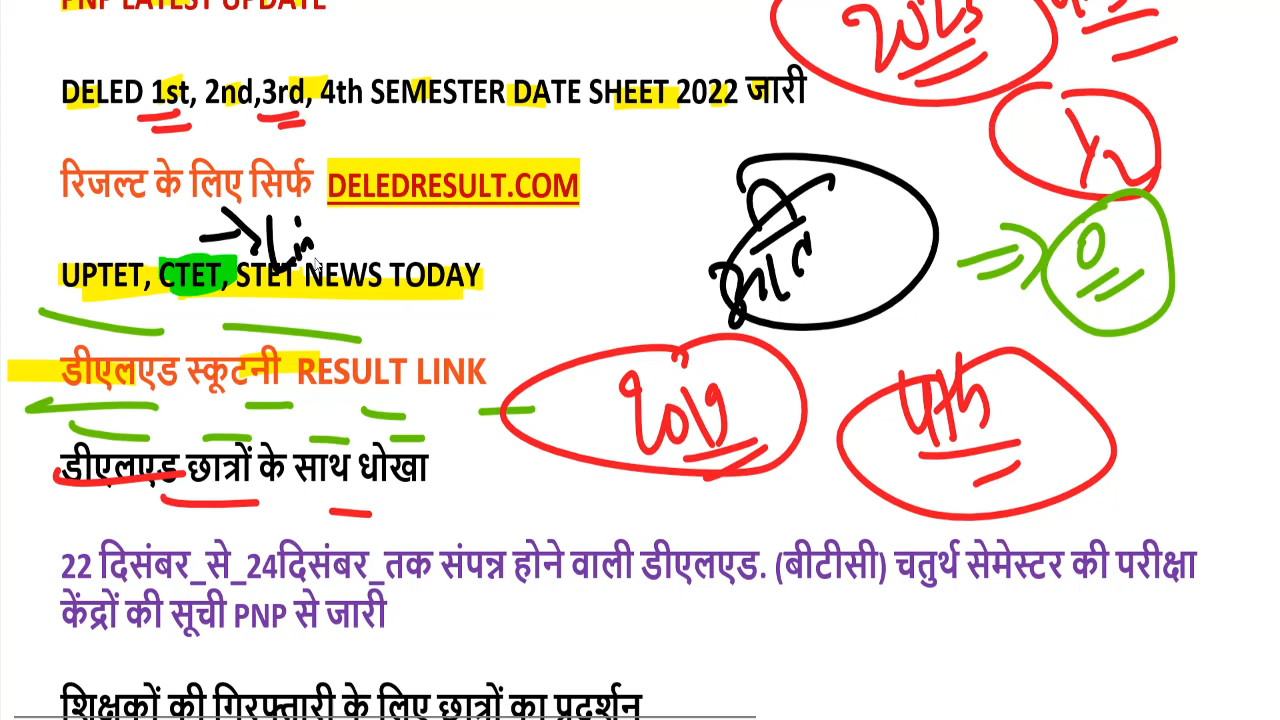 PNP LATEST UPDATE
DELED 1st, 2nd,3rd, 4th SEMESTER DATE SHEET 2022 जारी
रिजल्ट के लिए सिर्फ DELEDRESULT.COM
UPTET, CTET, STET NEWS TODAY
डीएलएड स्कूटनी RESULT LINK
2019
डीएलएड छात्रों के साथ धोखा
22 दिसंबर_से_24दिसंबर_तक संपन्न होने वाली डीएलएड. (बीटीसी) चतुर्थ सेमेस्टर की परीक्षा
केंद्रों की सूची PNP से जारी
शिक्षकों की गिरफ्तारी के लिए छात्रों का प्रदर्शन